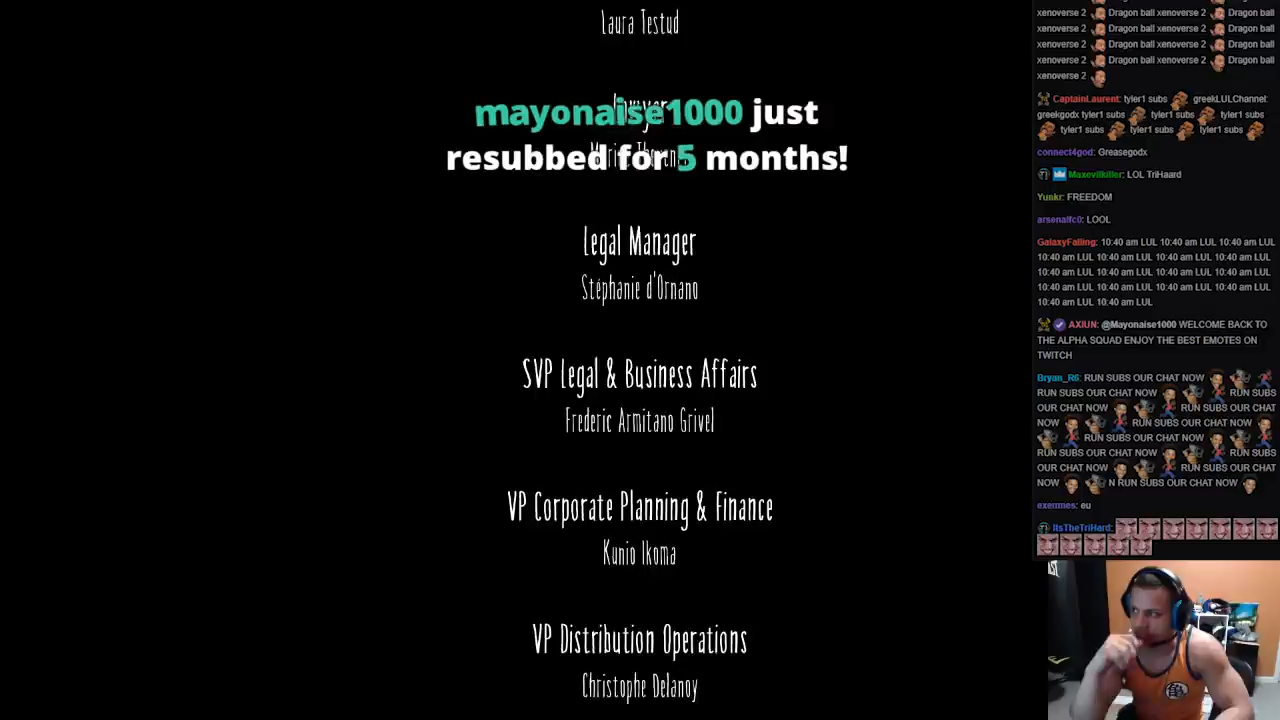 Laura Testud
Lawyer
mayonaise1000 just
resubbed for 5 months!
Legal Manager
Stéphanie d'Ornano
SVP Legal & Business Affairs
Frederic Armitano Grivel
VP Corporate Planning & Finance
Kunio Ikoma
VP Distribution Operations
Christophe Delanoy
xenoverse 2 Dragon ball xenoverse 2 Dragon ball
xenoverse 2 Dragon ball xenoverse 2 Dragon ball
xenoverse 2 Dragon ball xenoverse 2 Dragon ball
xenoverse 2 Dragon ball xenoverse 2 Dragon ball
xenoverse 2
CaptainLaurent: tyler1 subs greekLULChannel:
greekgodx tyler1 subs tyler1 subs tyler1 subs
tyler1 subs tyler1 subs tyler1 subs
connect4god: Greasegodx
Maxevilkiller: LOL TriHaard
Yunkr: FREEDOM
arsenalfc0: LOOL
GalaxyFalling: 10:40 am LUL 10:40 am LUL 10:40 am LUL
10:40 am LUL 10:40 am LUL 10:40 am LUL 10:40 am LUL
10:40 am LUL 10:40 am LUL 10:40 am LUL 10:40 am LUL
10:40 am LUL 10:40 am LUL 10:40 am LUL 10:40 am LUL
10:40 am LUL 10:40 am LUL
AXIUN: @Mayonaise1000 WELCOME BACK TO
THE ALPHA SQUAD ENJOY THE BEST EMOTES ON
TWITCH
Bryan_R6: RUN SUBS OUR CHAT NOW
RUN SUBS OUR CHAT NOW RUN SUBS
OUR CHAT NOW RUN SUBS OUR CHAT
NOW RUN SUBS OUR CHAT NOW
RUN SUBS OUR CHAT NOW
RUN SUBS OUR CHAT NOW RUN SUBS
OUR CHAT NOW RUN SUBS OUR CHAT
NOW N RUN SUBS OUR CHAT NOW
exemmes: eu
ItsTheTriHard: